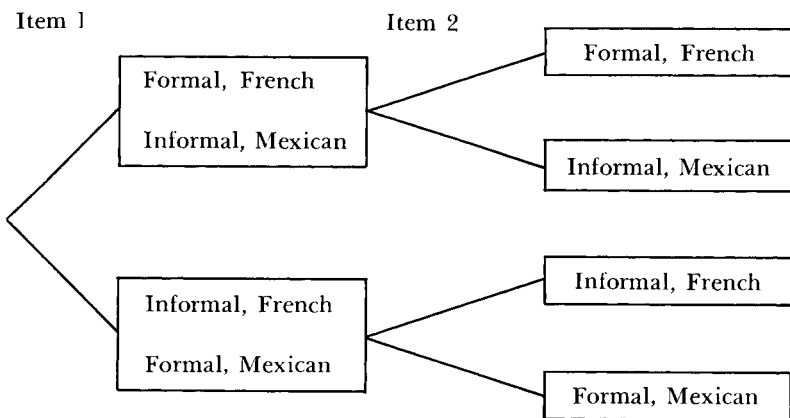 Item 1
Item 2
Formal, French
Informal, Mexican
Informal, French
Formal, Mexican
Formal, French
Informal, Mexican
Informal, French
Formal, Mexican